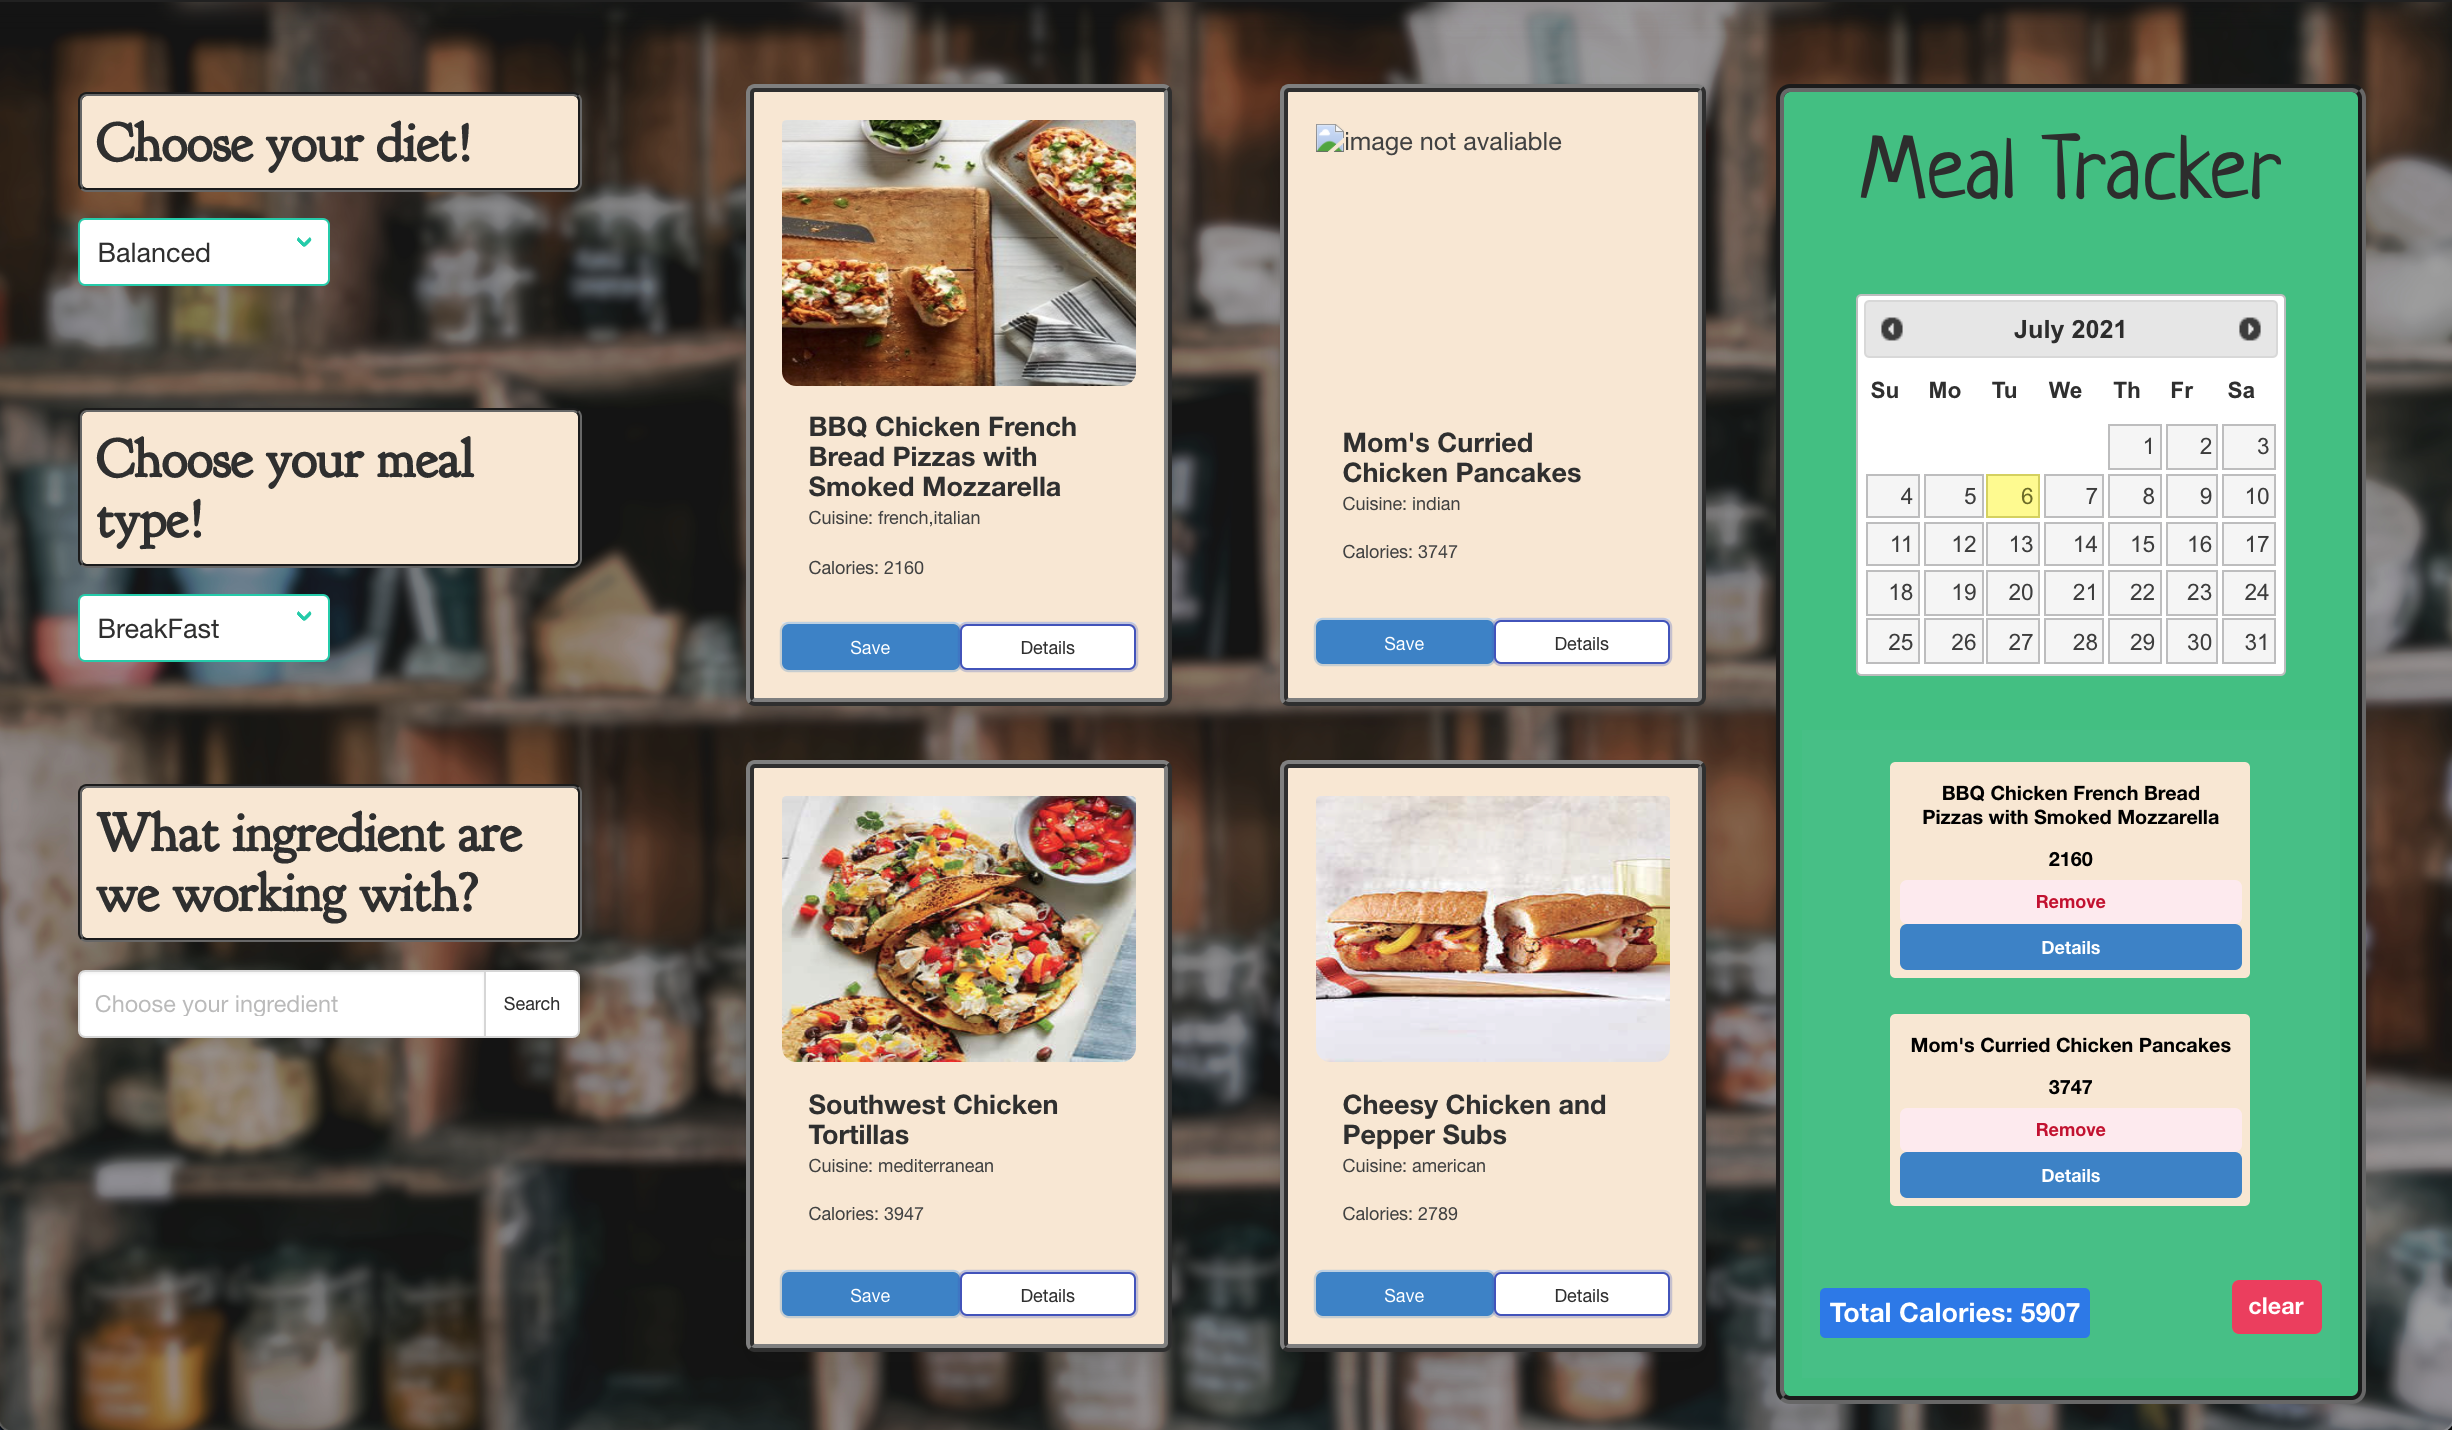 Choose your diet!
Balanced
Choose your meal
type!
BreakFast
What ingredient are
we working with?
Choose your ingredient
Search
BBQ Chicken French
Bread Pizzas with
Smoked Mozzarella
Cuisine: french,italian
Calories: 2160
Save
Details
image not avaliable
Mom's Curried
Chicken Pancakes
Cuisine: indian
Calories: 3747
Save
Details
Southwest Chicken
Tortillas
Cuisine: mediterranean
Calories: 3947
Save
Details
Cheesy Chicken and
Pepper Subs
Cuisine: american
Calories: 2789
Save
Details
Meal Tracker
July 2021
Su Mo Tu We Th Fr Sa
1 2 3
4 5 6 7 8 9 10
11 12 13 14 15 16 17
18 19 20 21 22 23 24
25 26 27 28 29 30 31
BBQ Chicken French Bread
Pizzas with Smoked Mozzarella
2160
Remove
Details
Mom's Curried Chicken Pancakes
3747
Remove
Details
Total Calories: 5907
clear